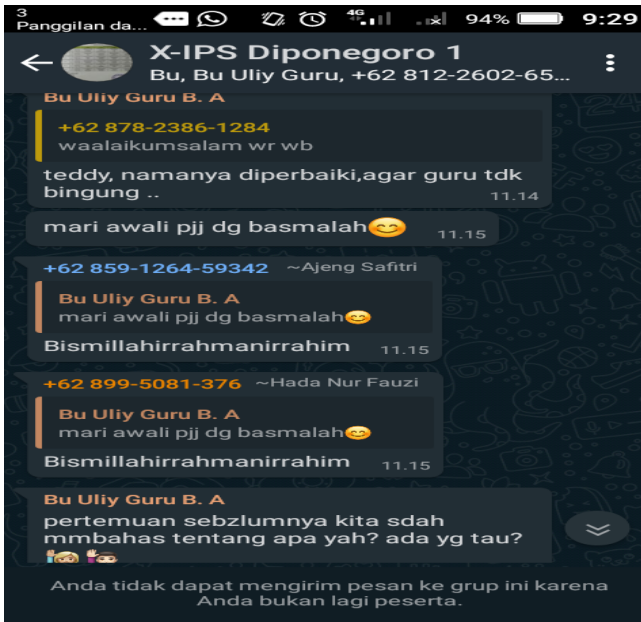 3
Panggilan da...
4G
94%
9:29
X-IPS Diponegoro 1
Bu, Bu Uliy Guru, +62 812-2602-65...
Bu Uliy Guru B. A
+62 878-2386-1284
waalaikumsalam wr wb
teddy, namanya diperbaiki,agar guru tdk
bingung ..
11.14
mari awali pjj dg basmalah😊
11.15
+62 859-1264-59342 ~Ajeng Safitri
Bu Uliy Guru B. A
mari awali pjj dg basmalah😊
Bismillahirrahmanirrahim
11.15
+62 899-5081-376 ~Hada Nur Fauzi
Bu Uliy Guru B. A
mari awali pjj dg basmalah😊
Bismillahirrahmanirrahim
11.15
Bu Uliy Guru B. A
pertemuan sebzlumnya kita sdah
mmbahas tentang apa yah? ada yg tau?
Anda tidak dapat mengirim pesan ke grup ini karena
Anda bukan lagi peserta.